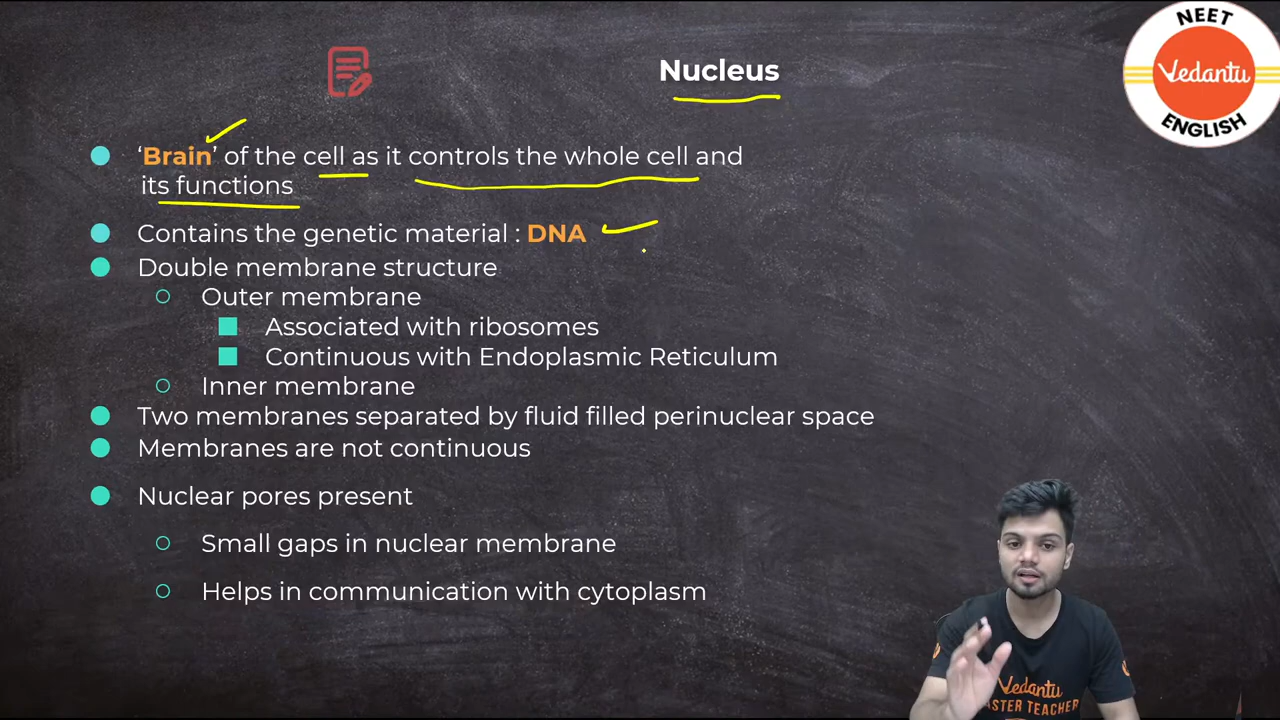 Nucleus
NEET
Vedantu
ENGLISH
‘Brain’ of the cell as it controls the whole cell and
its functions
Contains the genetic material : DNA
Double membrane structure
Outer membrane
Associated with ribosomes
Continuous with Endoplasmic Reticulum
Inner membrane
Two membranes separated by fluid filled perinuclear space
Membranes are not continuous
Nuclear pores present
Small gaps in nuclear membrane
Helps in communication with cytoplasm
Vedantu
ASTER TEACHER